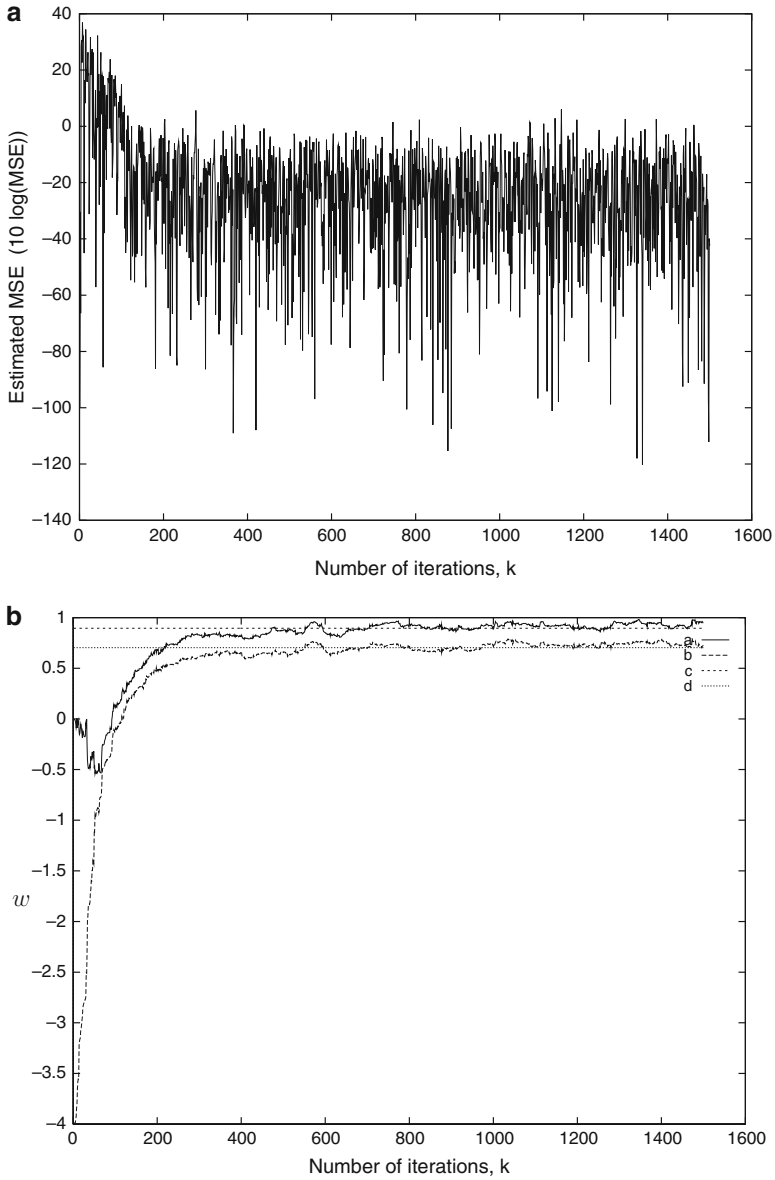 a
Estimated MSE (10 log(MSE))
40
20
0
−20
−40
−60
−80
−100
−120
−140
0 200 400 600 800 1000 1200 1400 1600
Number of iterations, k
b
w
1
0.5
0
−0.5
−1
−1.5
−2
−2.5
−3
−3.5
−4
a
b
c
d
0 200 400 600 800 1000 1200 1400 1600
Number of iterations, k